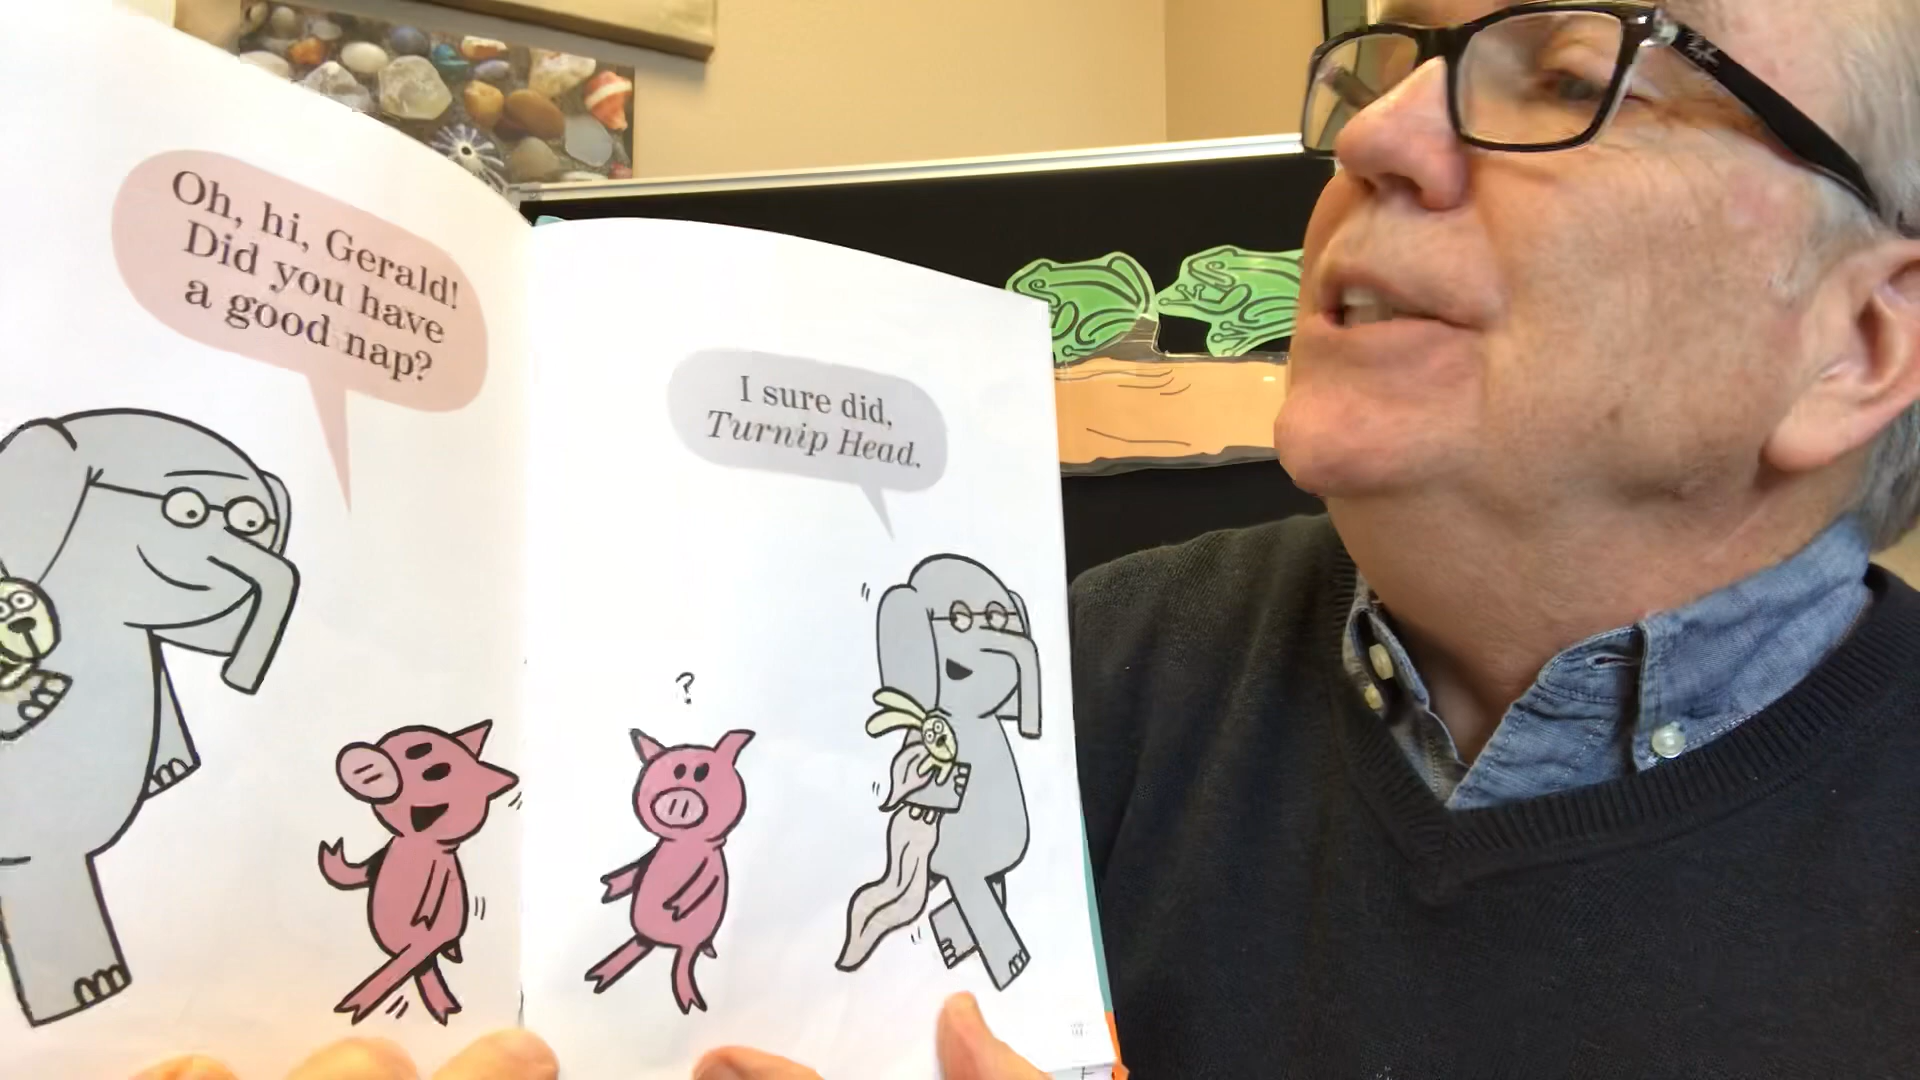 Oh, hi, Gerald!
Did you have
a good nap?
I sure did,
Turnip Head.
?